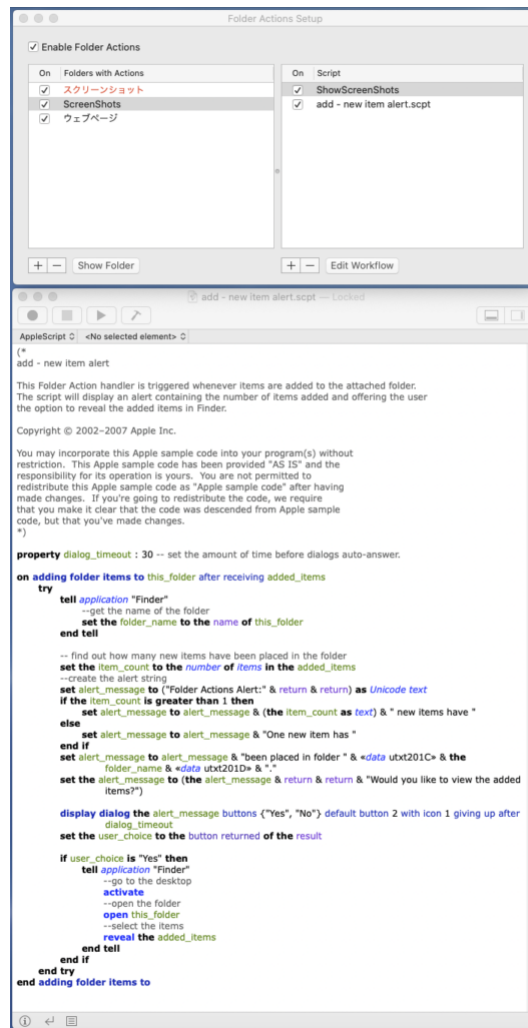 Folder Actions Setup
Enable Folder Actions
On Folders with Actions
スクリーンショット
ScreenShots
ウェブページ
On Script
ShowScreenShots
add - new item alert.scpt
+ − Show Folder
+ − Edit Workflow
add - new item alert.scpt — Locked
AppleScript <No selected element>
(*
add - new item alert
This Folder Action handler is triggered whenever items are added to the attached folder.
The script will display an alert containing the number of items added and offering the user
the option to reveal the added items in Finder.
Copyright © 2002–2007 Apple Inc.
You may incorporate this Apple sample code into your program(s) without
restriction.  This Apple sample code has been provided "AS IS" and the
responsibility for its operation is yours.  You are not permitted to
redistribute this Apple sample code as "Apple sample code" after having
made changes.  If you're going to redistribute the code, we require
that you make it clear that the code was descended from Apple sample
code, but that you've made changes.
*)
property dialog_timeout : 30 -- set the amount of time before dialogs auto-answer.
on adding folder items to this_folder after receiving added_items
try
tell application "Finder"
--get the name of the folder
set the folder_name to the name of this_folder
end tell
-- find out how many new items have been placed in the folder
set the item_count to the number of items in the added_items
--create the alert string
set alert_message to ("Folder Actions Alert:" & return & return) as Unicode text
if the item_count is greater than 1 then
set alert_message to alert_message & (the item_count as text) & " new items have "
else
set alert_message to alert_message & "One new item has "
end if
set alert_message to alert_message & "been placed in folder " & «data utxt201C» & the
folder_name & «data utxt201D» & "."
set the alert_message to (the alert_message & return & return & "Would you like to view the added
items?")
display dialog the alert_message buttons {"Yes", "No"} default button 2 with icon 1 giving up after
dialog_timeout
set the user_choice to the button returned of the result
if user_choice is "Yes" then
tell application "Finder"
--go to the desktop
activate
--open the folder
open this_folder
--select the items
reveal the added_items
end tell
end if
end try
end adding folder items to